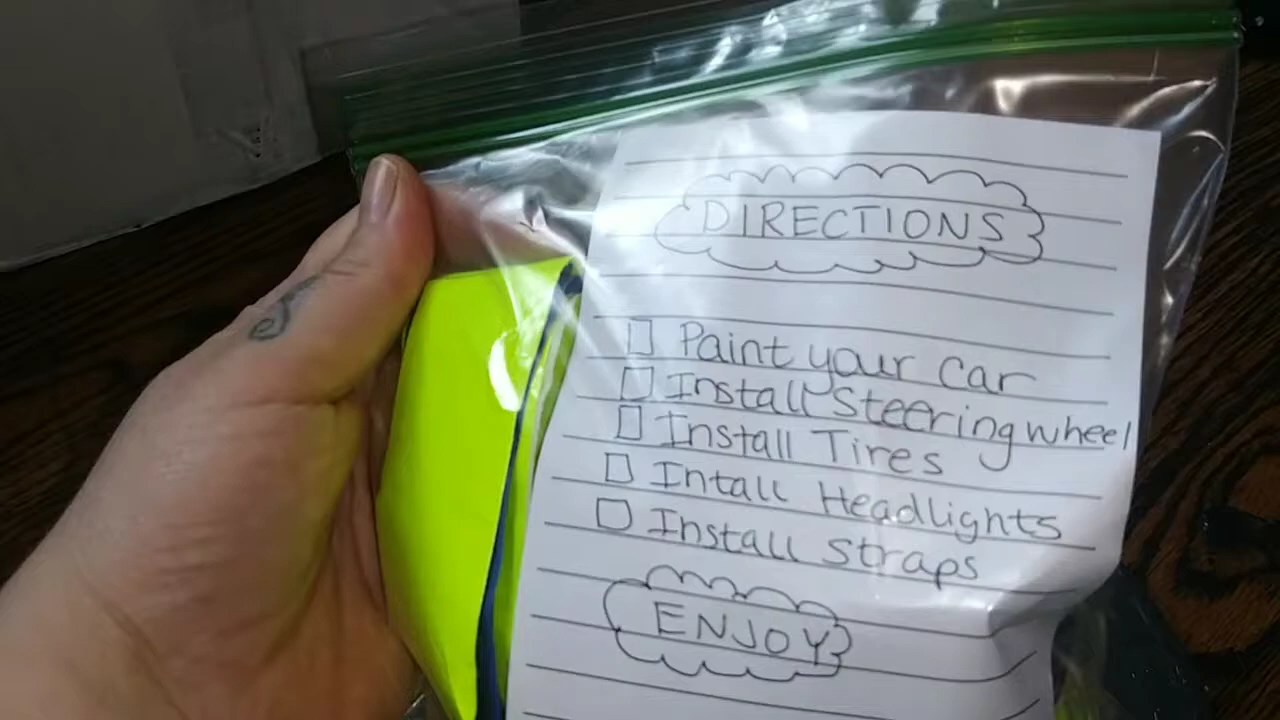 DIRECTIONS
Paint your car
Install Steering wheel
Install Tires
Intall Headlights
Install Straps
ENJOY